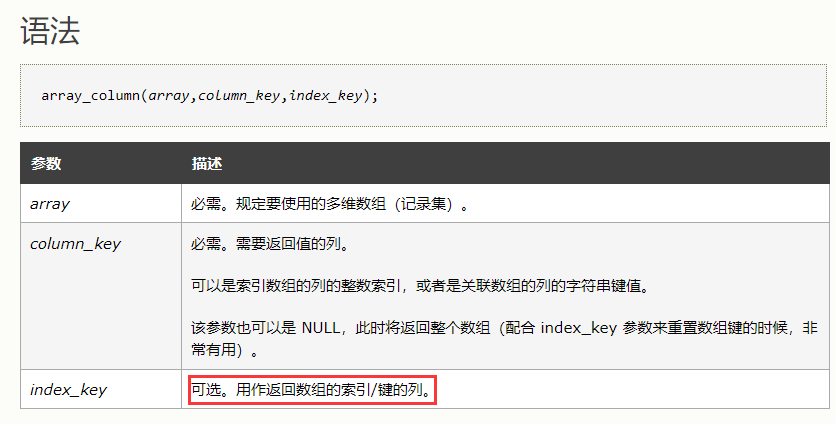 语法
array_column(array,column_key,index_key);
参数 描述
array 必需。规定要使用的多维数组（记录集）。
column_key 必需。需要返回值的列。
可以是索引数组的列的整数索引，或者是关联数组的列的字符串键值。
该参数也可以是 NULL，此时将返回整个数组（配合 index_key 参数来重置数组键的时候，非
常有用）。
index_key 可选。用作返回数组的索引/键的列。